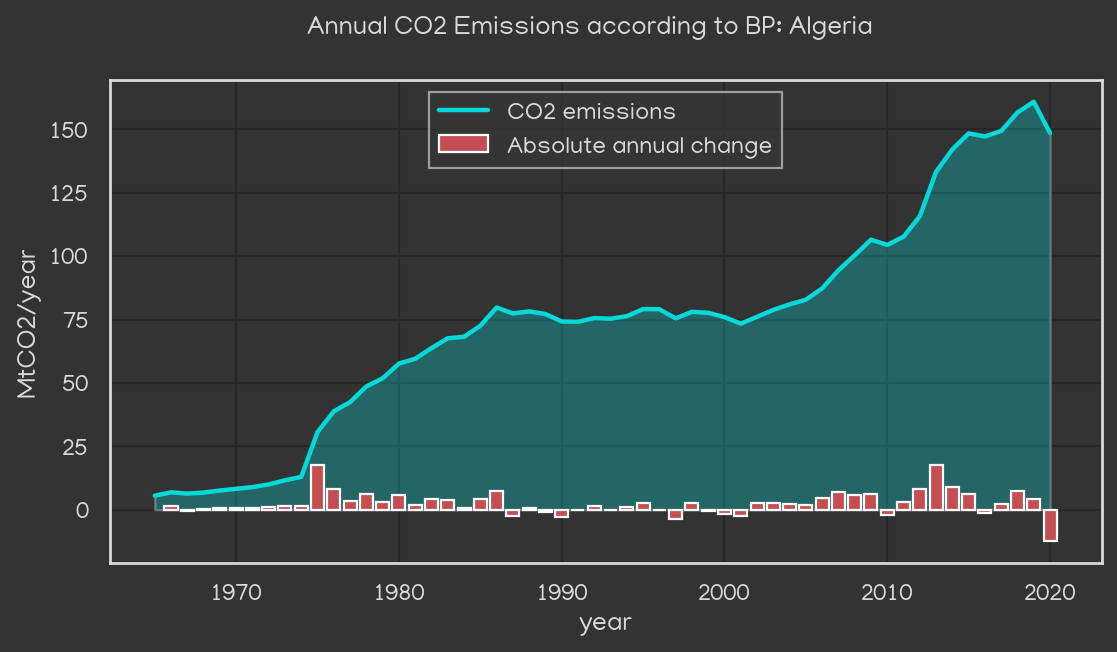 Annual CO2 Emissions according to BP: Algeria
CO2 emissions
Absolute annual change
150
125
100
75
50
25
0
MtCO2/year
1970 1980 1990 2000 2010 2020
year